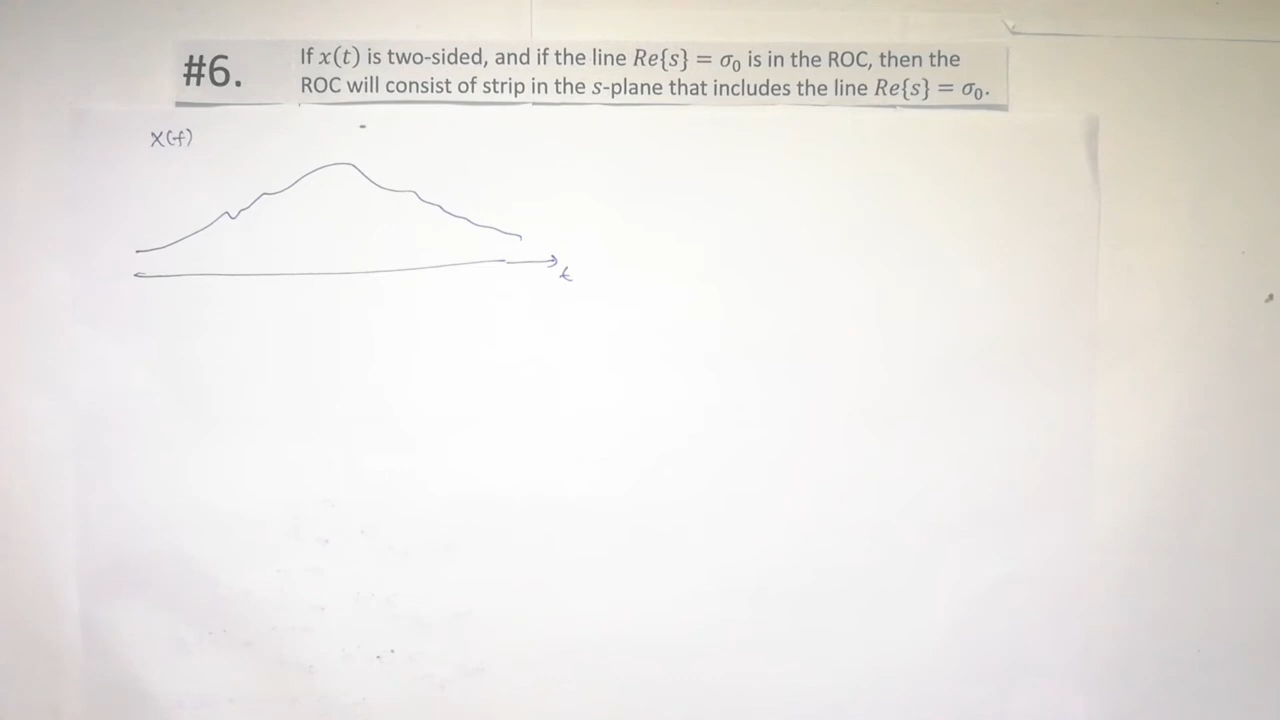 #6.
If x(t) is two-sided, and if the line Re{s} = σ₀ is in the ROC, then the
ROC will consist of strip in the s-plane that includes the line Re{s} = σ₀.
x(t)
t